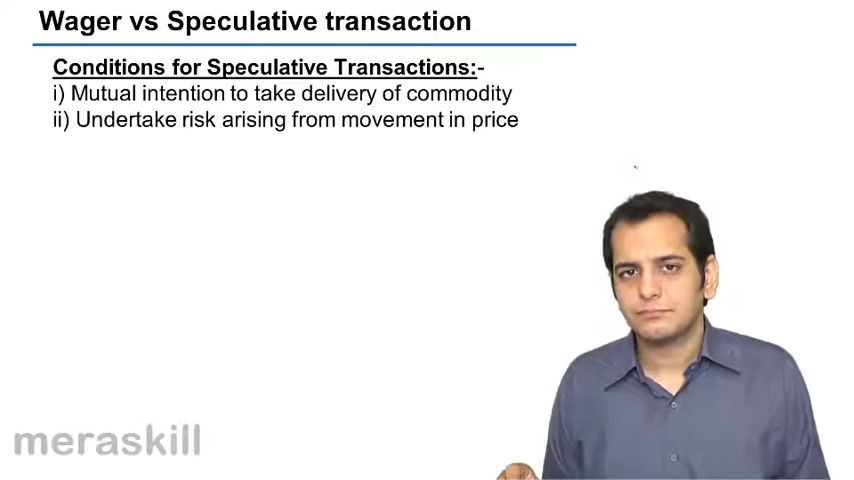 Wager vs Speculative transaction
Conditions for Speculative Transactions:-
i) Mutual intention to take delivery of commodity
ii) Undertake risk arising from movement in price
meraskill